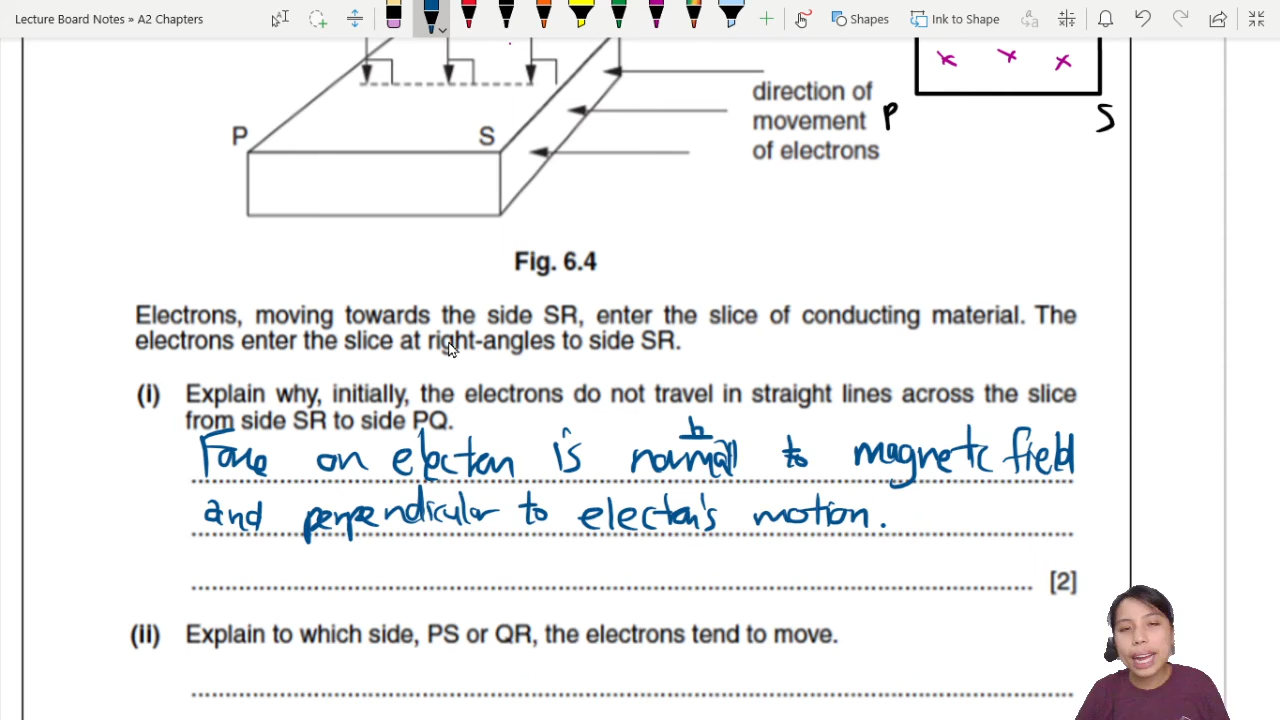 Lecture Board Notes » A2 Chapters
Shapes
Ink to Shape
direction of
movement
of electrons
P
S
P
S
Fig. 6.4
Electrons, moving towards the side SR, enter the slice of conducting material. The
electrons enter the slice at right-angles to side SR.
(i) Explain why, initially, the electrons do not travel in straight lines across the slice
from side SR to side PQ.
Force on electron is normal to magnetic field
and perpendicular to electron's motion.
[2]
(ii) Explain to which side, PS or QR, the electrons tend to move.